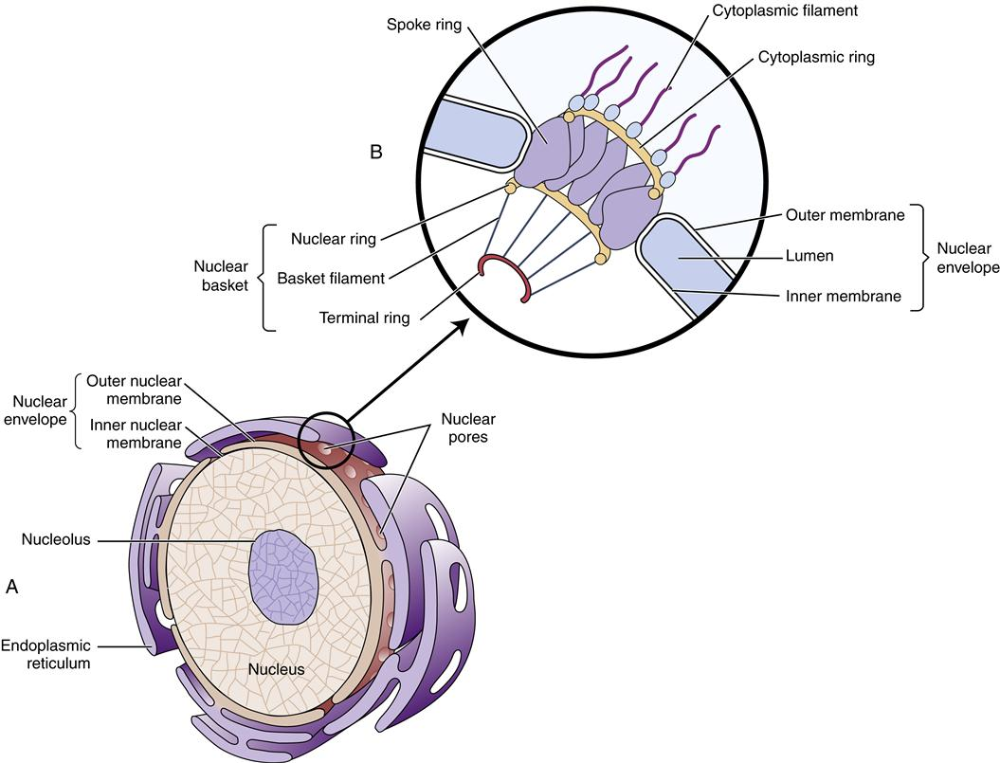 Cytoplasmic filament
Spoke ring
Cytoplasmic ring
B
Outer membrane
Nuclear ring
Lumen
Nuclear
envelope
Nuclear
basket
Basket filament
Inner membrane
Terminal ring
Outer nuclear
membrane
Nuclear
envelope
Inner nuclear
membrane
Nuclear
pores
Nucleolus
A
Endoplasmic
reticulum
Nucleus